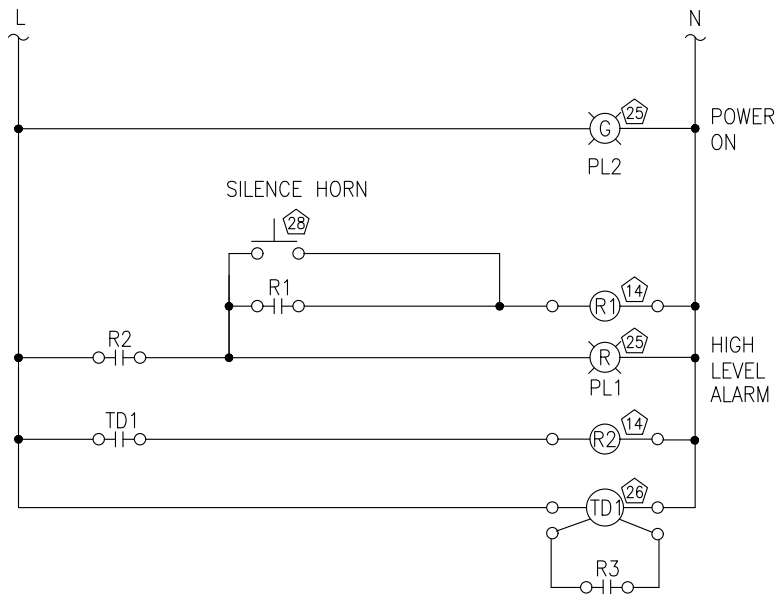 L
N
G
25
POWER
ON
PL2
SILENCE HORN
28
R1
R1
14
R2
R
25
HIGH
LEVEL
ALARM
PL1
TD1
R2
14
TD1
26
R3